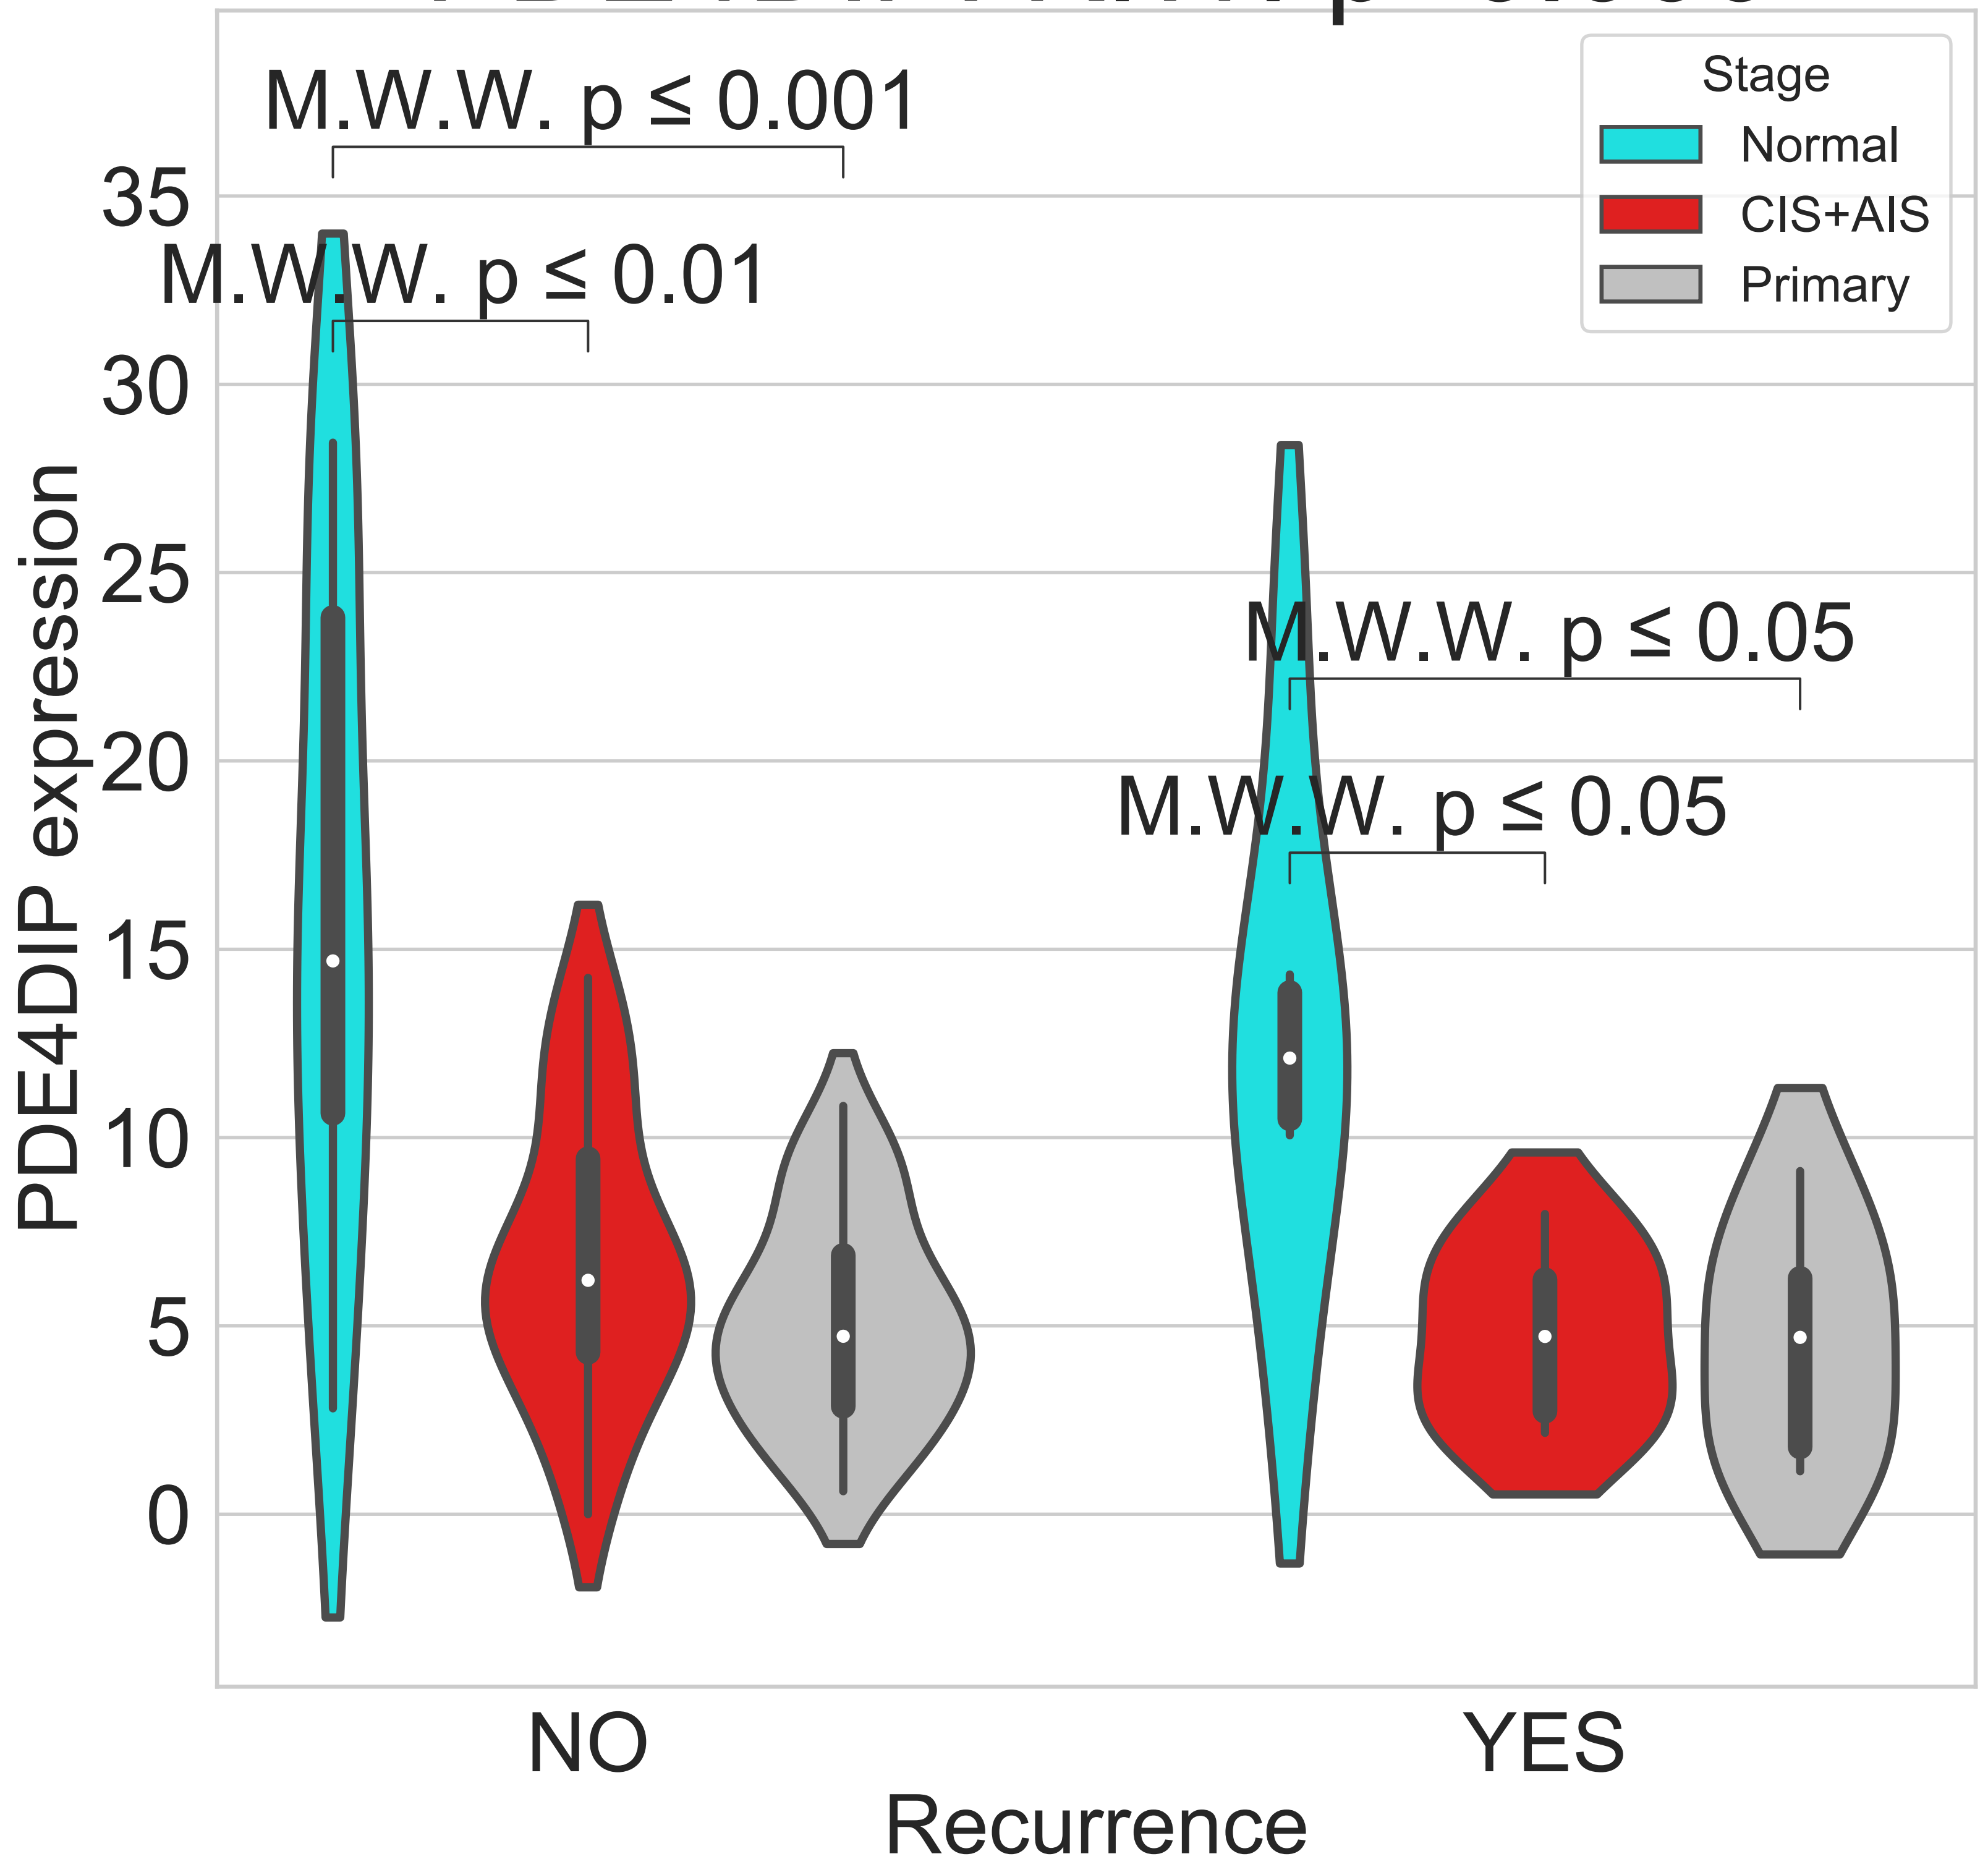 M.W.W. p ≤ 0.001
Stage
Normal
CIS+AIS
Primary
35
M.W.W. p ≤ 0.01
30
25
M.W.W. p ≤ 0.05
20
M.W.W. p ≤ 0.05
15
10
5
0
PDE4DIP expression
NO
YES
Recurrence